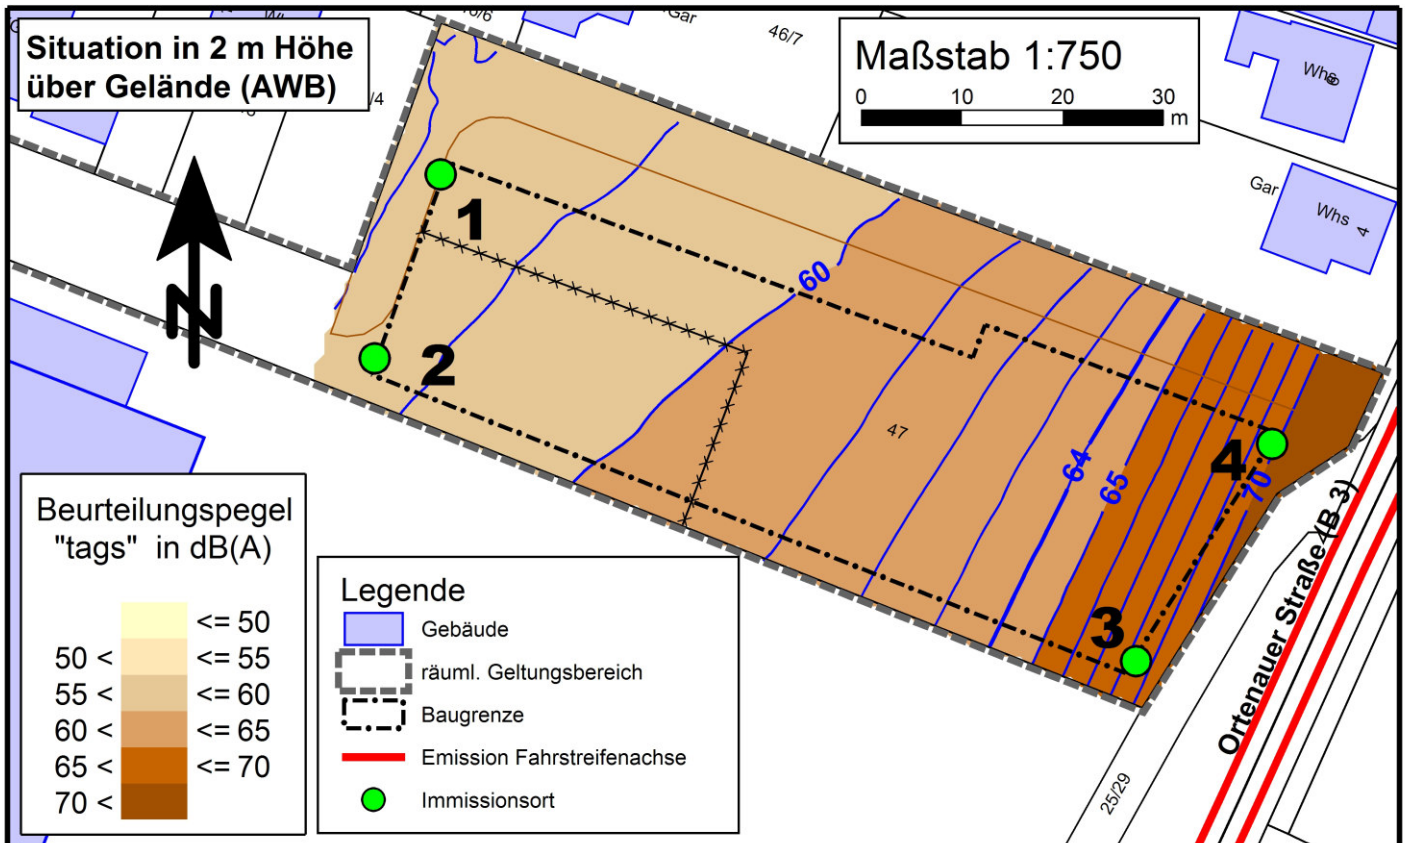 Situation in 2 m Höhe
über Gelände (AWB)
46/7
Gar
Maßstab 1:750
0 10 20 30
m
Whs
Gar
Whs
4
1
2
3
4
60
64
65
70
47
N
Ortenauer Straße (B 3)
25/29
Beurteilungspegel
"tags" in dB(A)
<= 50
50 < <= 55
55 < <= 60
60 < <= 65
65 < <= 70
70 <
Legende
Gebäude
räuml. Geltungsbereich
Baugrenze
Emission Fahrstreifenachse
Immissionsort